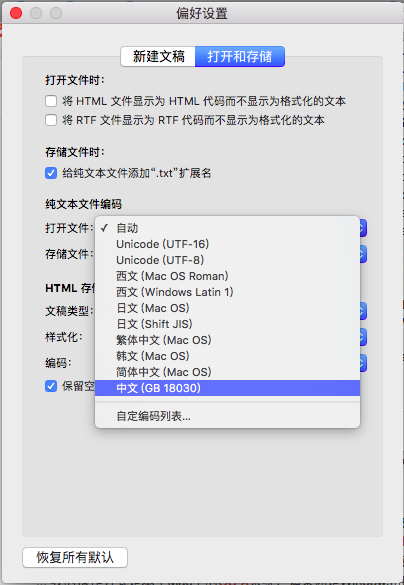 偏好设置
新建文稿 打开和存储
打开文件时：
将 HTML 文件显示为 HTML 代码而不显示为格式化的文本
将 RTF 文件显示为 RTF 代码而不显示为格式化的文本
存储文件时：
给纯文本文件添加“.txt”扩展名
纯文本文件编码
打开文件：
✓ 自动
Unicode (UTF-16)
存储文件：
Unicode (UTF-8)
西文 (Mac OS Roman)
HTML 存
西文 (Windows Latin 1)
文稿类型：
日文 (Mac OS)
日文 (Shift JIS)
样式化：
繁体中文 (Mac OS)
韩文 (Mac OS)
编码：
简体中文 (Mac OS)
保留空
中文 (GB 18030)
自定编码列表...
恢复所有默认